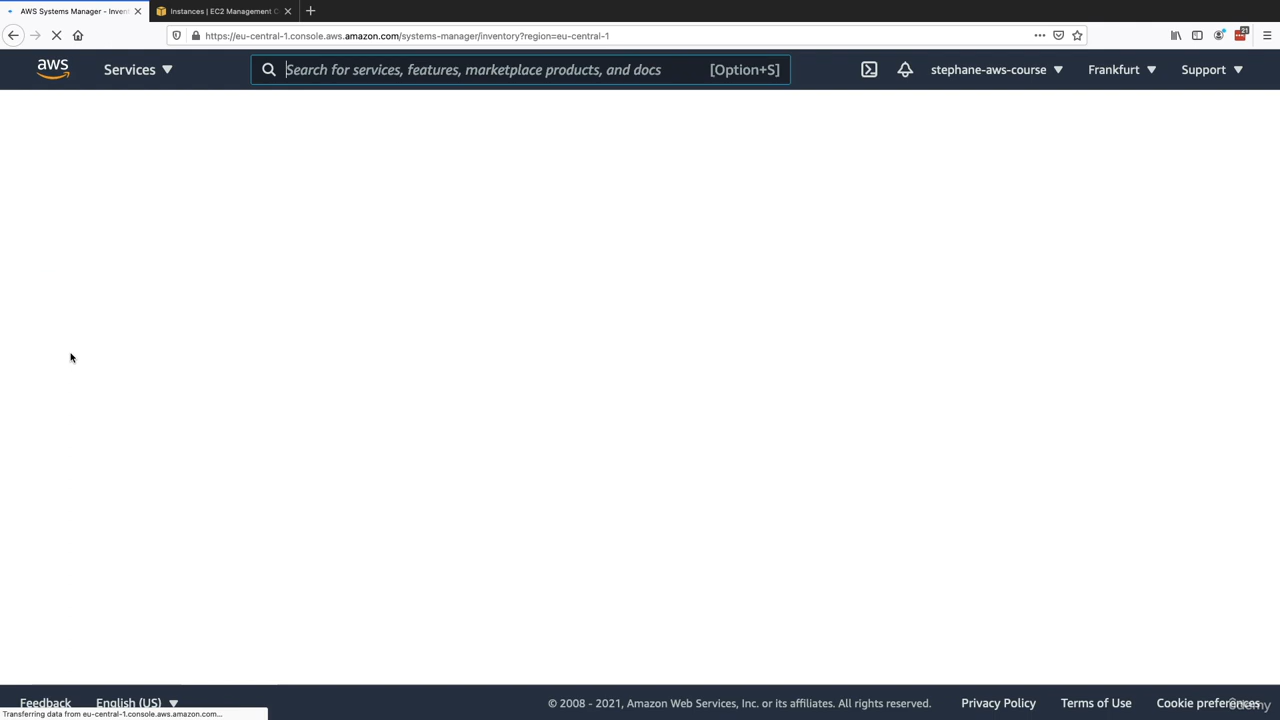 AWS Systems Manager - Inven
Instances | EC2 Management C
https://eu-central-1.console.aws.amazon.com/systems-manager/inventory?region=eu-central-1
21
aws
Services
Search for services, features, marketplace products, and docs
[Option+S]
stephane-aws-course
Frankfurt
Support
Feedback
English (US)
© 2008 - 2021, Amazon Web Services, Inc. or its affiliates. All rights reserved.
Privacy Policy
Terms of Use
Cookie preferences
Udemy
Transferring data from eu-central-1.console.aws.amazon.com...